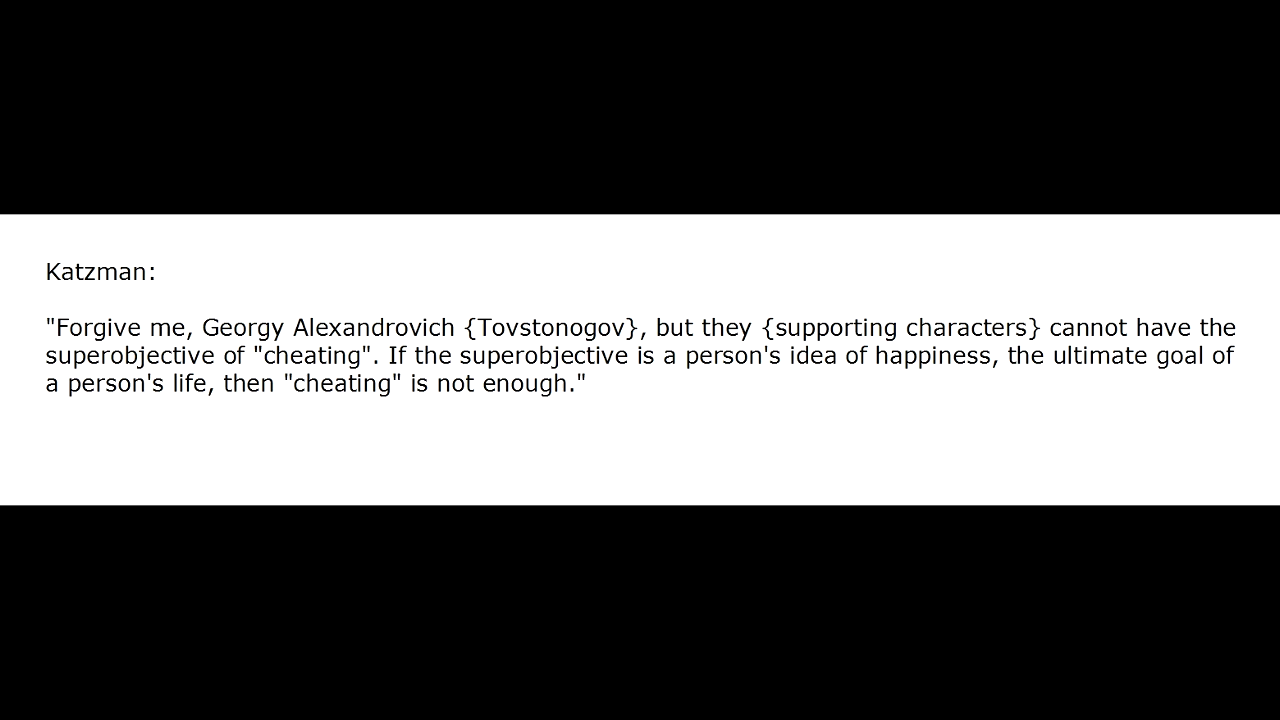 Katzman:
"Forgive me, Georgy Alexandrovich {Tovstonogov}, but they {supporting characters} cannot have the
superobjective of "cheating". If the superobjective is a person's idea of happiness, the ultimate goal of
a person's life, then "cheating" is not enough."